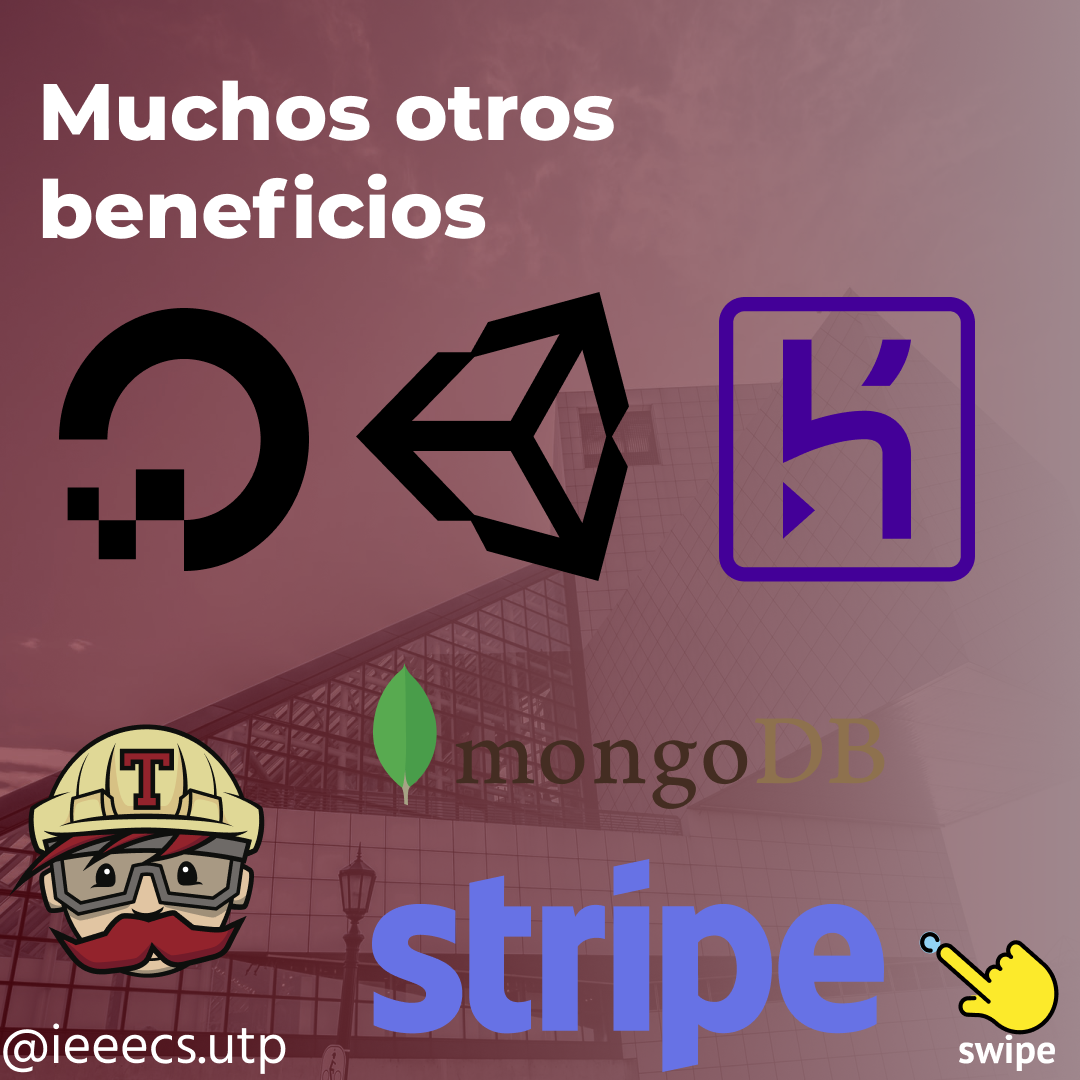 Muchos otros
beneficios
mongoDB
T
stripe
@ieeecs.utp
swipe